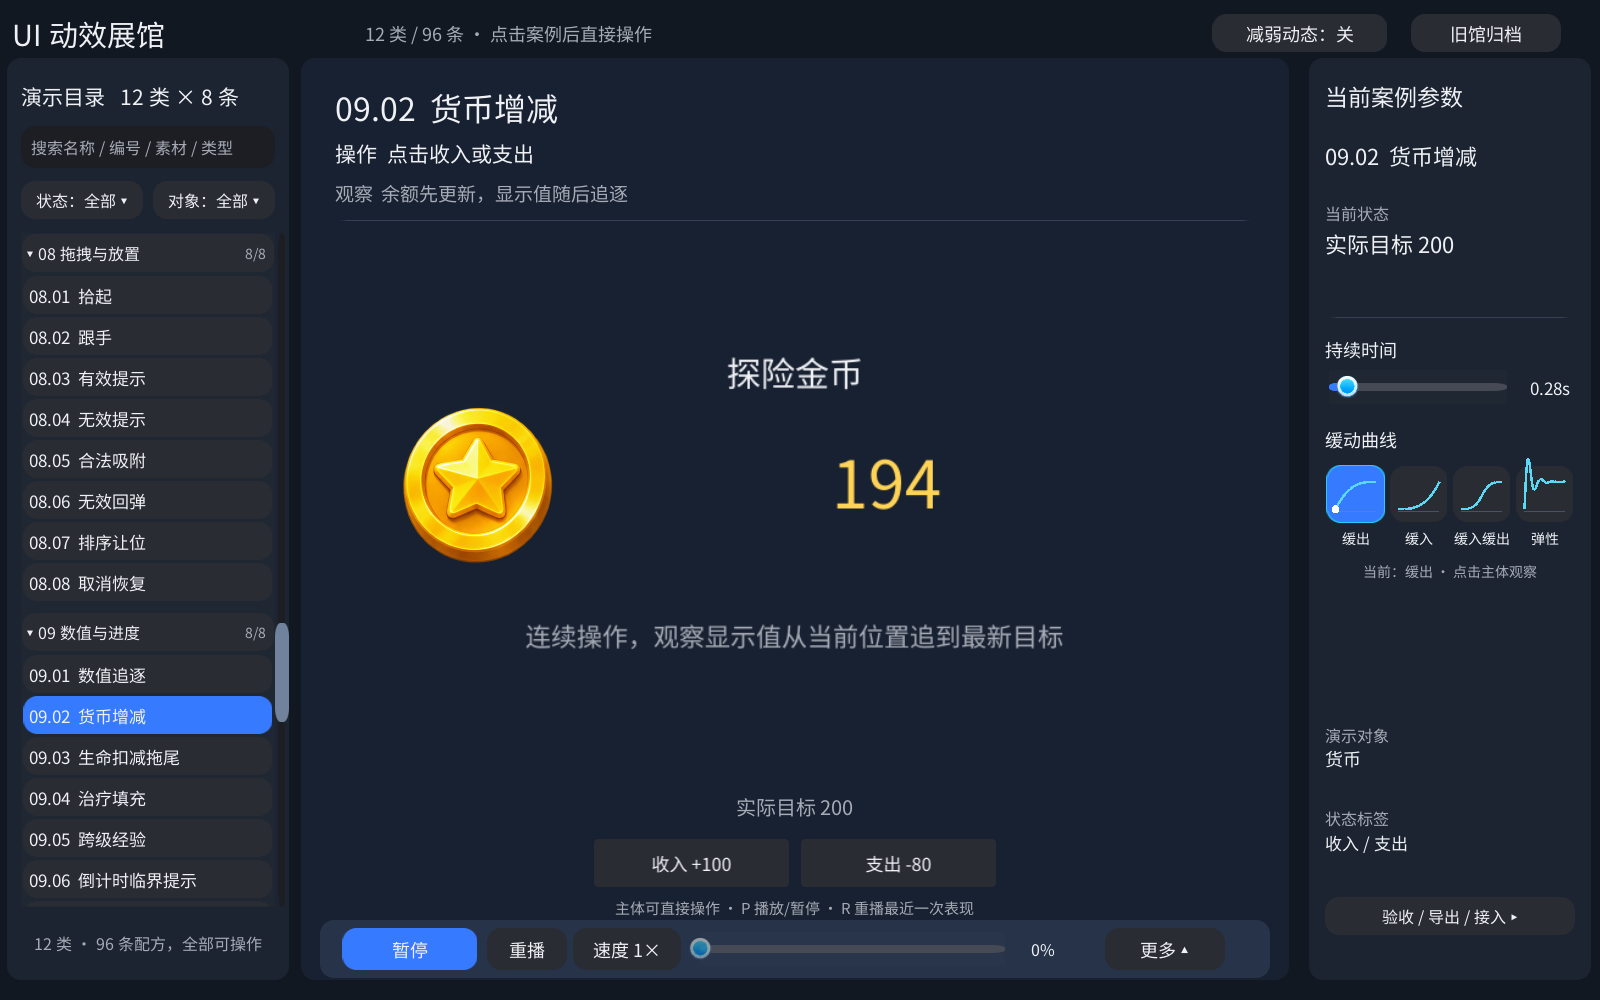 UI 动效展馆
12 类 / 96 条 · 点击案例后直接操作
减弱动态：关
旧馆归档
演示目录 12 类 × 8 条
搜索名称 / 编号 / 素材 / 类型
状态：全部 ▾
对象：全部 ▾
▾ 08 拖拽与放置 8/8
08.01 拾起
08.02 跟手
08.03 有效提示
08.04 无效提示
08.05 合法吸附
08.06 无效回弹
08.07 排序让位
08.08 取消恢复
▾ 09 数值与进度 8/8
09.01 数值追逐
09.02 货币增减
09.03 生命扣减拖尾
09.04 治疗填充
09.05 跨级经验
09.06 倒计时临界提示
12 类 · 96 条配方，全部可操作
09.02 货币增减
操作 点击收入或支出
观察 余额先更新，显示值随后追逐
探险金币
194
连续操作，观察显示值从当前位置追到最新目标
实际目标 200
收入 +100
支出 -80
主体可直接操作 · P 播放/暂停 · R 重播最近一次表现
暂停
重播
速度 1×
0%
更多 ▴
当前案例参数
09.02 货币增减
当前状态
实际目标 200
持续时间
0.28s
缓动曲线
缓出 缓入 缓入缓出 弹性
当前：缓出 · 点击主体观察
演示对象
货币
状态标签
收入 / 支出
验收 / 导出 / 接入 ▸